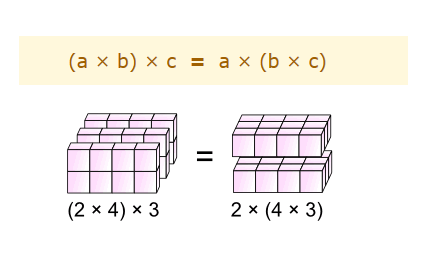 (a × b) × c = a × (b × c)
=
(2 × 4) × 3
2 × (4 × 3)